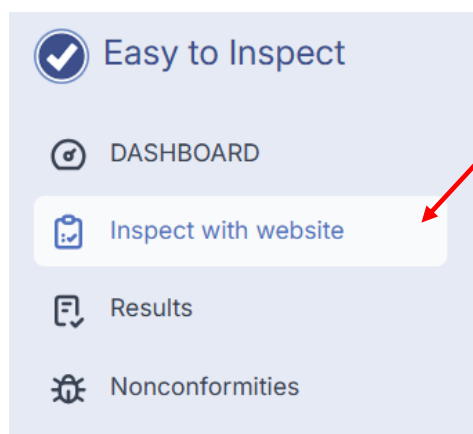 Easy to Inspect
DASHBOARD
Inspect with website
Results
Nonconformities